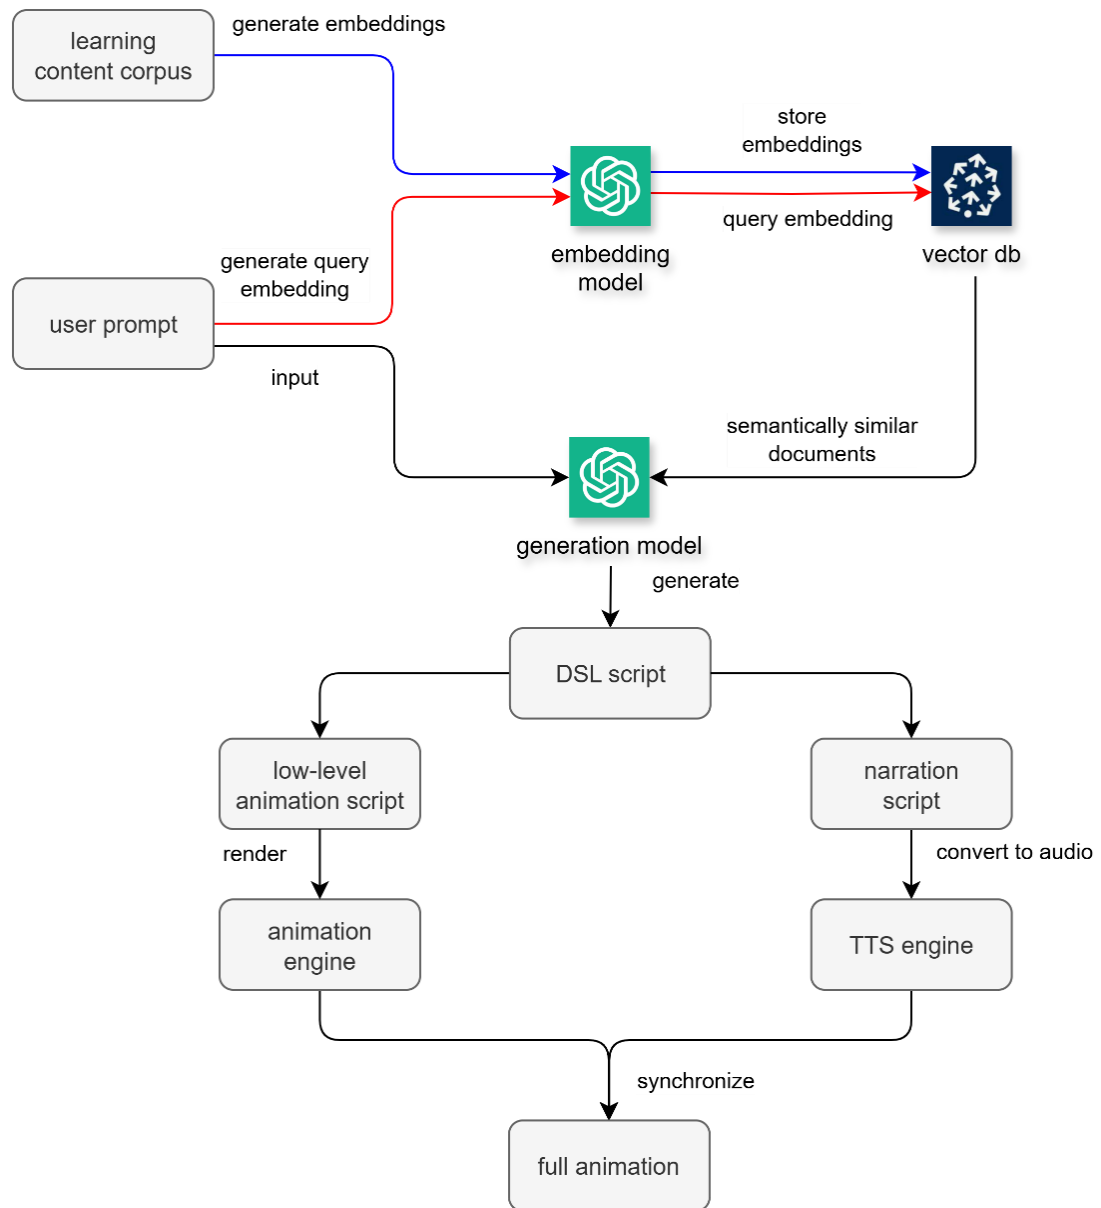 generate embeddings
learning
content corpus
store
embeddings
query embedding
embedding
model
vector db
generate query
embedding
user prompt
input
semantically similar
documents
generation model
generate
DSL script
low-level
animation script
narration
script
render
convert to audio
animation
engine
TTS engine
synchronize
full animation